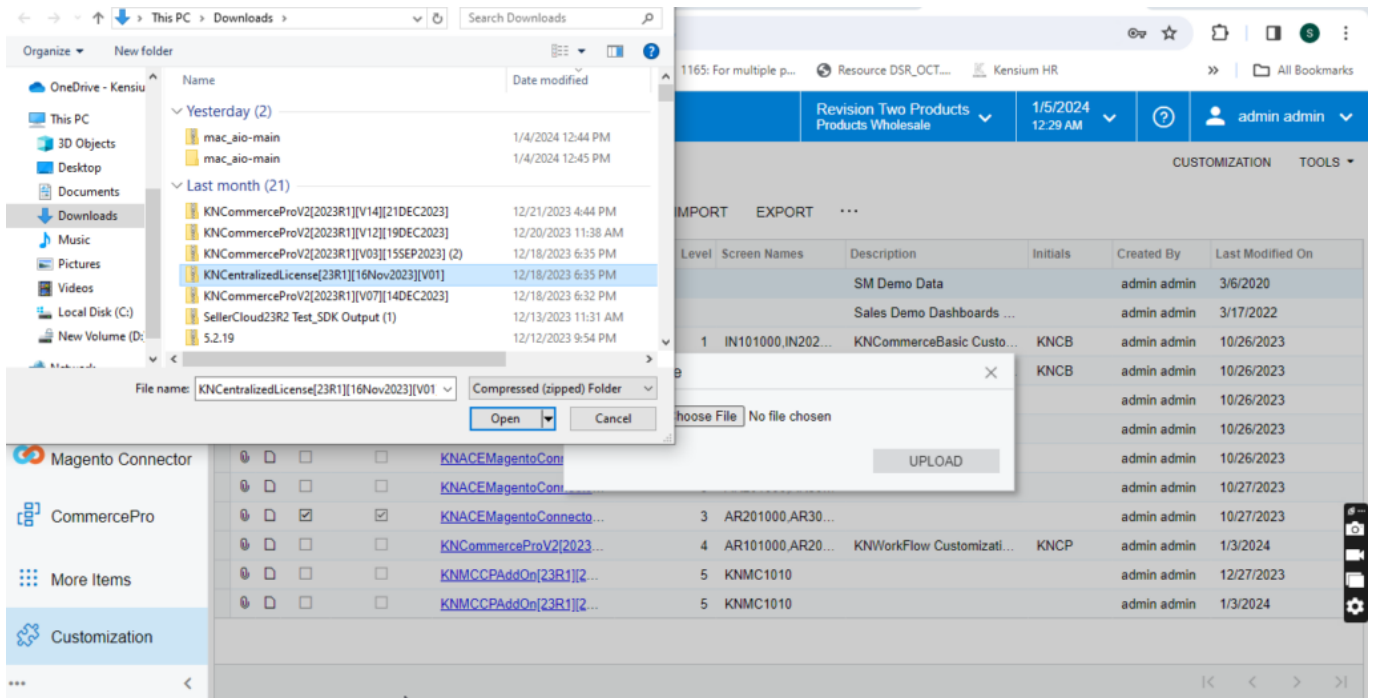 This PC > Downloads >
Search Downloads
Organize
New folder
OneDrive - Kensiu
This PC
3D Objects
Desktop
Documents
Downloads
Music
Pictures
Videos
Local Disk (C:)
New Volume (D:
Name
Date modified
Yesterday (2)
mac_aio-main 1/4/2024 12:44 PM
mac_aio-main 1/4/2024 12:45 PM
Last month (21)
KNCommerceProV2[2023R1][V14][21DEC2023] 12/21/2023 4:44 PM
KNCommerceProV2[2023R1][V12][19DEC2023] 12/20/2023 11:38 AM
KNCommerceProV2[2023R1][V03][15SEP2023] (2) 12/18/2023 6:35 PM
KNCentralizedLicense[23R1][16Nov2023][V01] 12/18/2023 6:35 PM
KNCommerceProV2[2023R1][V07][14DEC2023] 12/18/2023 6:32 PM
SellerCloud23R2 Test_SDK Output (1) 12/13/2023 11:31 AM
5.2.19 12/12/2023 9:54 PM
File name: KNCentralizedLicense[23R1][16Nov2023][V01
Compressed (zipped) Folder
Open
Cancel
S
1165: For multiple p...
Resource DSR_OCT....
Kensium HR
»
All Bookmarks
Revision Two Products
Products Wholesale
1/5/2024
12:29 AM
?
admin admin
CUSTOMIZATION
TOOLS
IMPORT
EXPORT
...
Level Screen Names Description Initials Created By Last Modified On
SM Demo Data admin admin 3/6/2020
Sales Demo Dashboards ... admin admin 3/17/2022
1 IN101000,IN202... KNCommerceBasic Custo... KNCB admin admin 10/26/2023
KNCB admin admin 10/26/2023
admin admin 10/26/2023
admin admin 10/26/2023
hoose File No file chosen
UPLOAD
Magento Connector
CommercePro
More Items
Customization
...
KNACEMagentoCon admin admin 10/26/2023
admin admin 10/27/2023
KNACEMagentoConnecto... 3 AR201000,AR30... admin admin 10/27/2023
KNCommerceProV2[2023... 4 AR101000,AR20... KNWorkFlow Customizati... KNCP admin admin 1/3/2024
KNMCCPAddOn[23R1][2... 5 KNMC1010 admin admin 12/27/2023
KNMCCPAddOn[23R1][2... 5 KNMC1010 admin admin 1/3/2024